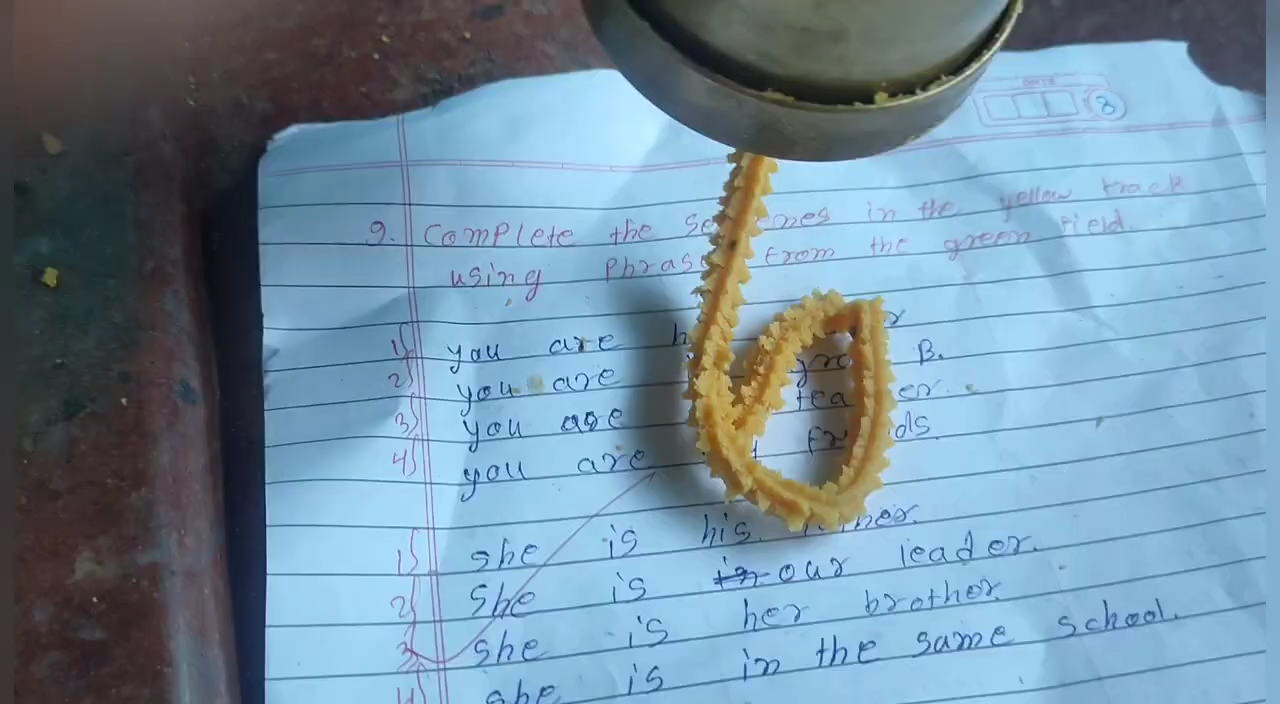 DATE
8
9. Complete the in the yellow track
using from the green field.
1) you are
2) you are B.
3) you are
4) you are
1) she is his
2) she is our leader.
3) she is her brother.
4) she is in the same school.